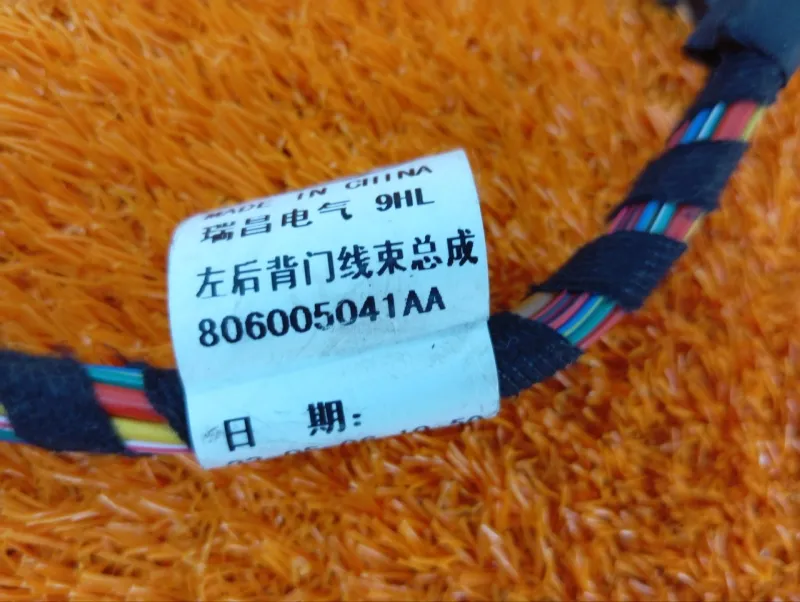 MADE IN CHINA
瑞昌电气 9HL
左后背门线束总成
806005041AA
日 期: